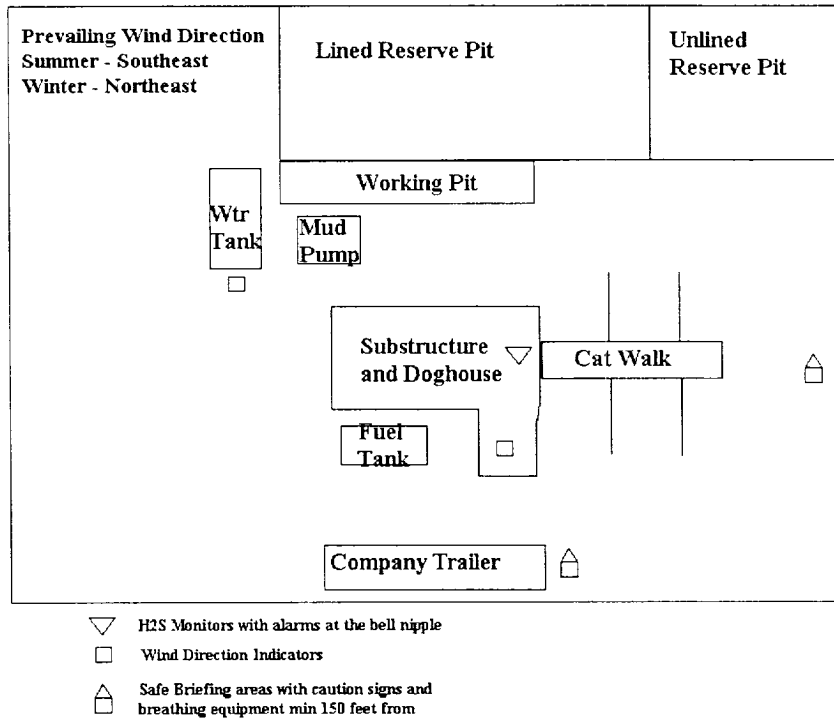 Prevailing Wind Direction
Summer - Southeast
Winter - Northeast
Lined Reserve Pit
Unlined
Reserve Pit
Working Pit
Wtr
Tank
Mud
Pump
Substructure
and Doghouse
Cat Walk
Fuel
Tank
Company Trailer
H2S Monitors with alarms at the bell nipple
Wind Direction Indicators
Safe Briefing areas with caution signs and
breathing equipment min 150 feet from